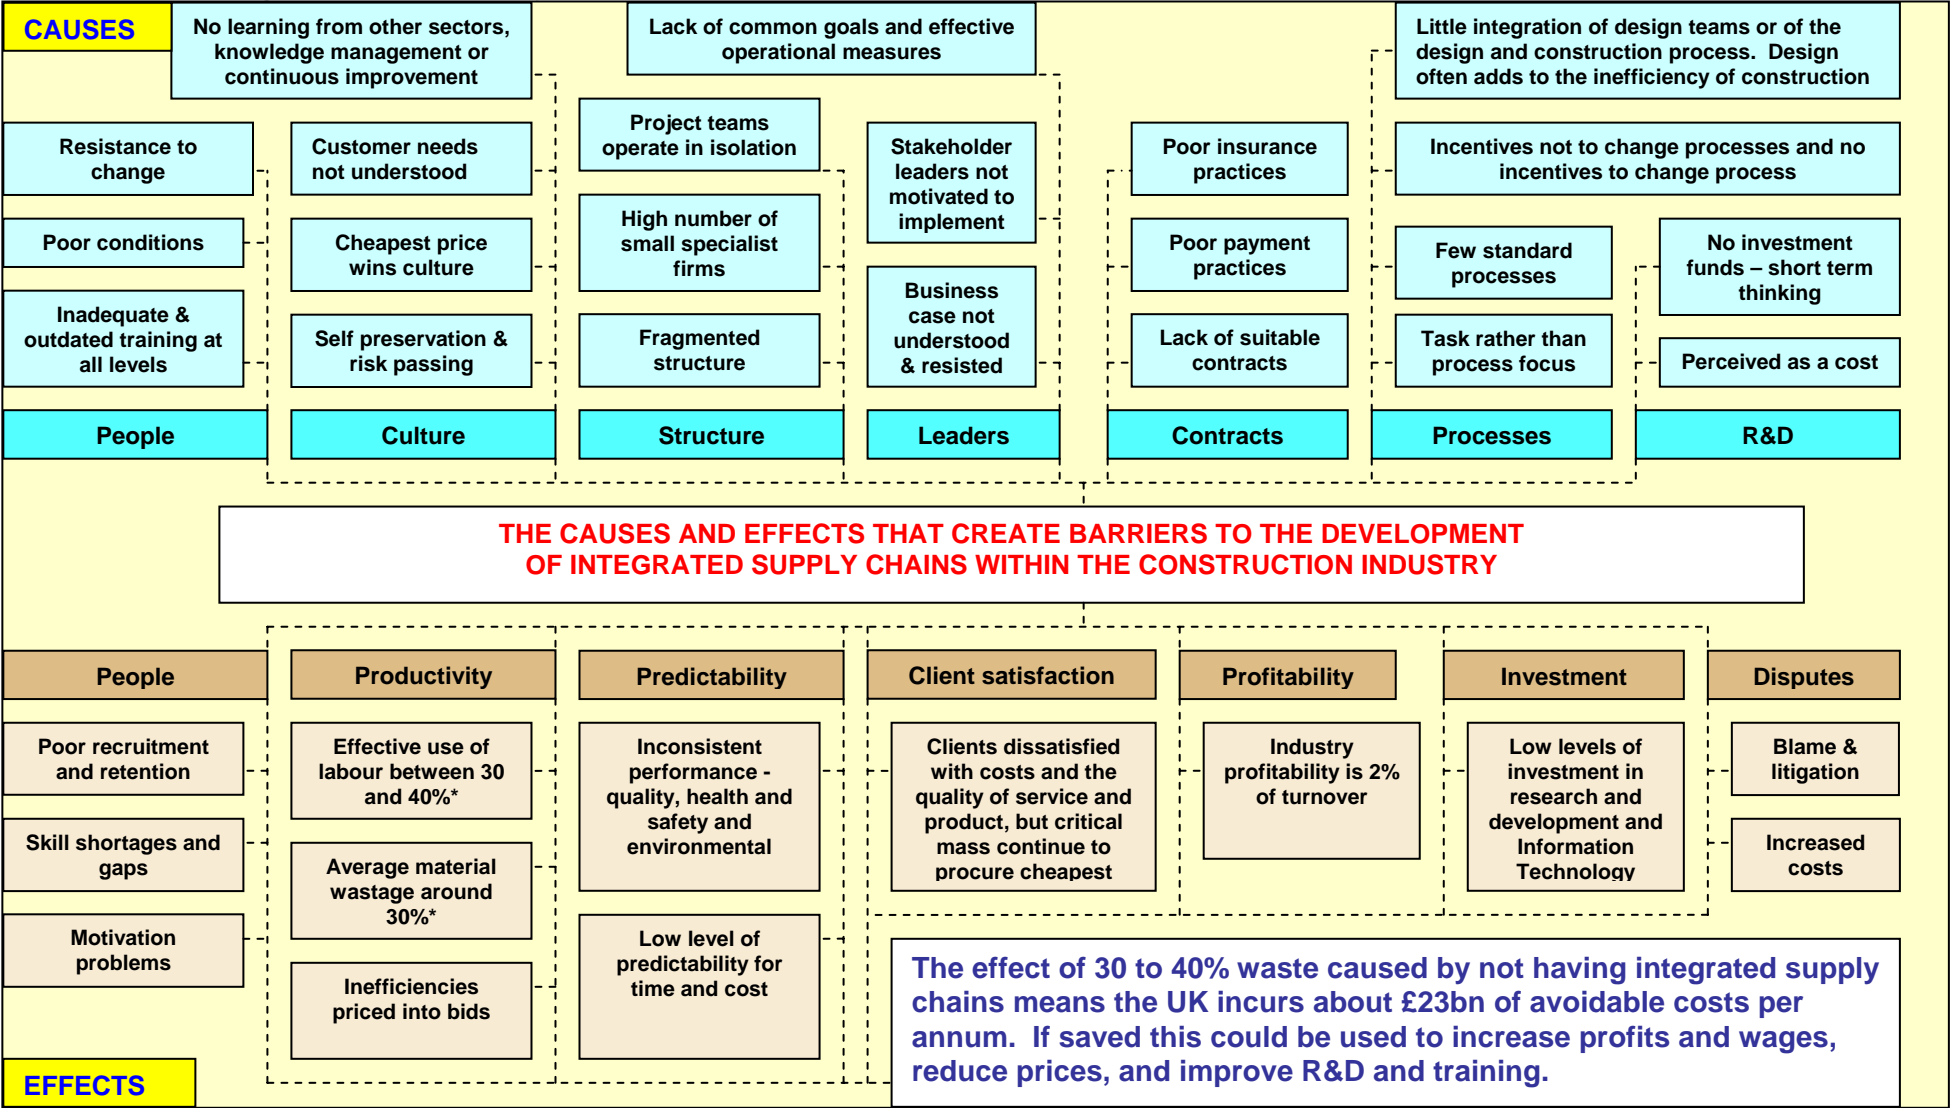 CAUSES
No learning from other sectors,
knowledge management or
continuous improvement
Lack of common goals and effective
operational measures
Little integration of design teams or of the
design and construction process.  Design
often adds to the inefficiency of construction
Resistance to
change
Poor conditions
Inadequate &
outdated training at
all levels
People
Customer needs
not understood
Cheapest price
wins culture
Self preservation &
risk passing
Culture
Project teams
operate in isolation
High number of
small specialist
firms
Fragmented
structure
Structure
Stakeholder
leaders not
motivated to
implement
Business
case not
understood
& resisted
Leaders
Poor insurance
practices
Poor payment
practices
Lack of suitable
contracts
Contracts
Incentives not to change processes and no
incentives to change process
Few standard
processes
Task rather than
process focus
Processes
No investment
funds – short term
thinking
Perceived as a cost
R&D
THE CAUSES AND EFFECTS THAT CREATE BARRIERS TO THE DEVELOPMENT
OF INTEGRATED SUPPLY CHAINS WITHIN THE CONSTRUCTION INDUSTRY
People
Poor recruitment
and retention
Skill shortages and
gaps
Motivation
problems
Productivity
Effective use of
labour between 30
and 40%*
Average material
wastage around
30%*
Inefficiencies
priced into bids
Predictability
Inconsistent
performance -
quality, health and
safety and
environmental
Low level of
predictability for
time and cost
Client satisfaction
Clients dissatisfied
with costs and the
quality of service and
product, but critical
mass continue to
procure cheapest
Profitability
Industry
profitability is 2%
of turnover
Investment
Low levels of
investment in
research and
development and
Information
Technology
Disputes
Blame &
litigation
Increased
costs
The effect of 30 to 40% waste caused by not having integrated supply
chains means the UK incurs about £23bn of avoidable costs per
annum.  If saved this could be used to increase profits and wages,
reduce prices, and improve R&D and training.
EFFECTS